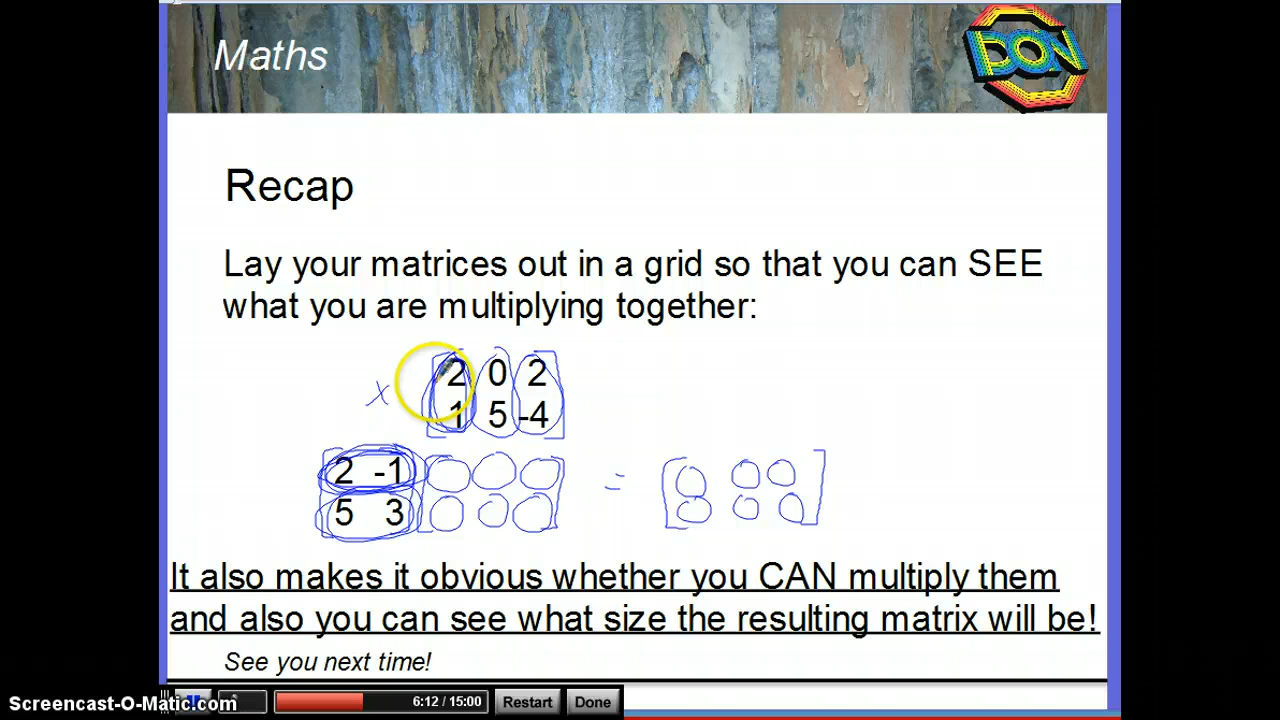 Maths
DON
Recap
Lay your matrices out in a grid so that you can SEE
what you are multiplying together:
2 0 2
x
1 5 -4
2 -1
=
5 3
It also makes it obvious whether you CAN multiply them
and also you can see what size the resulting matrix will be!
See you next time!
Screencast-O-Matic.com
6:12 / 15:00 Restart Done